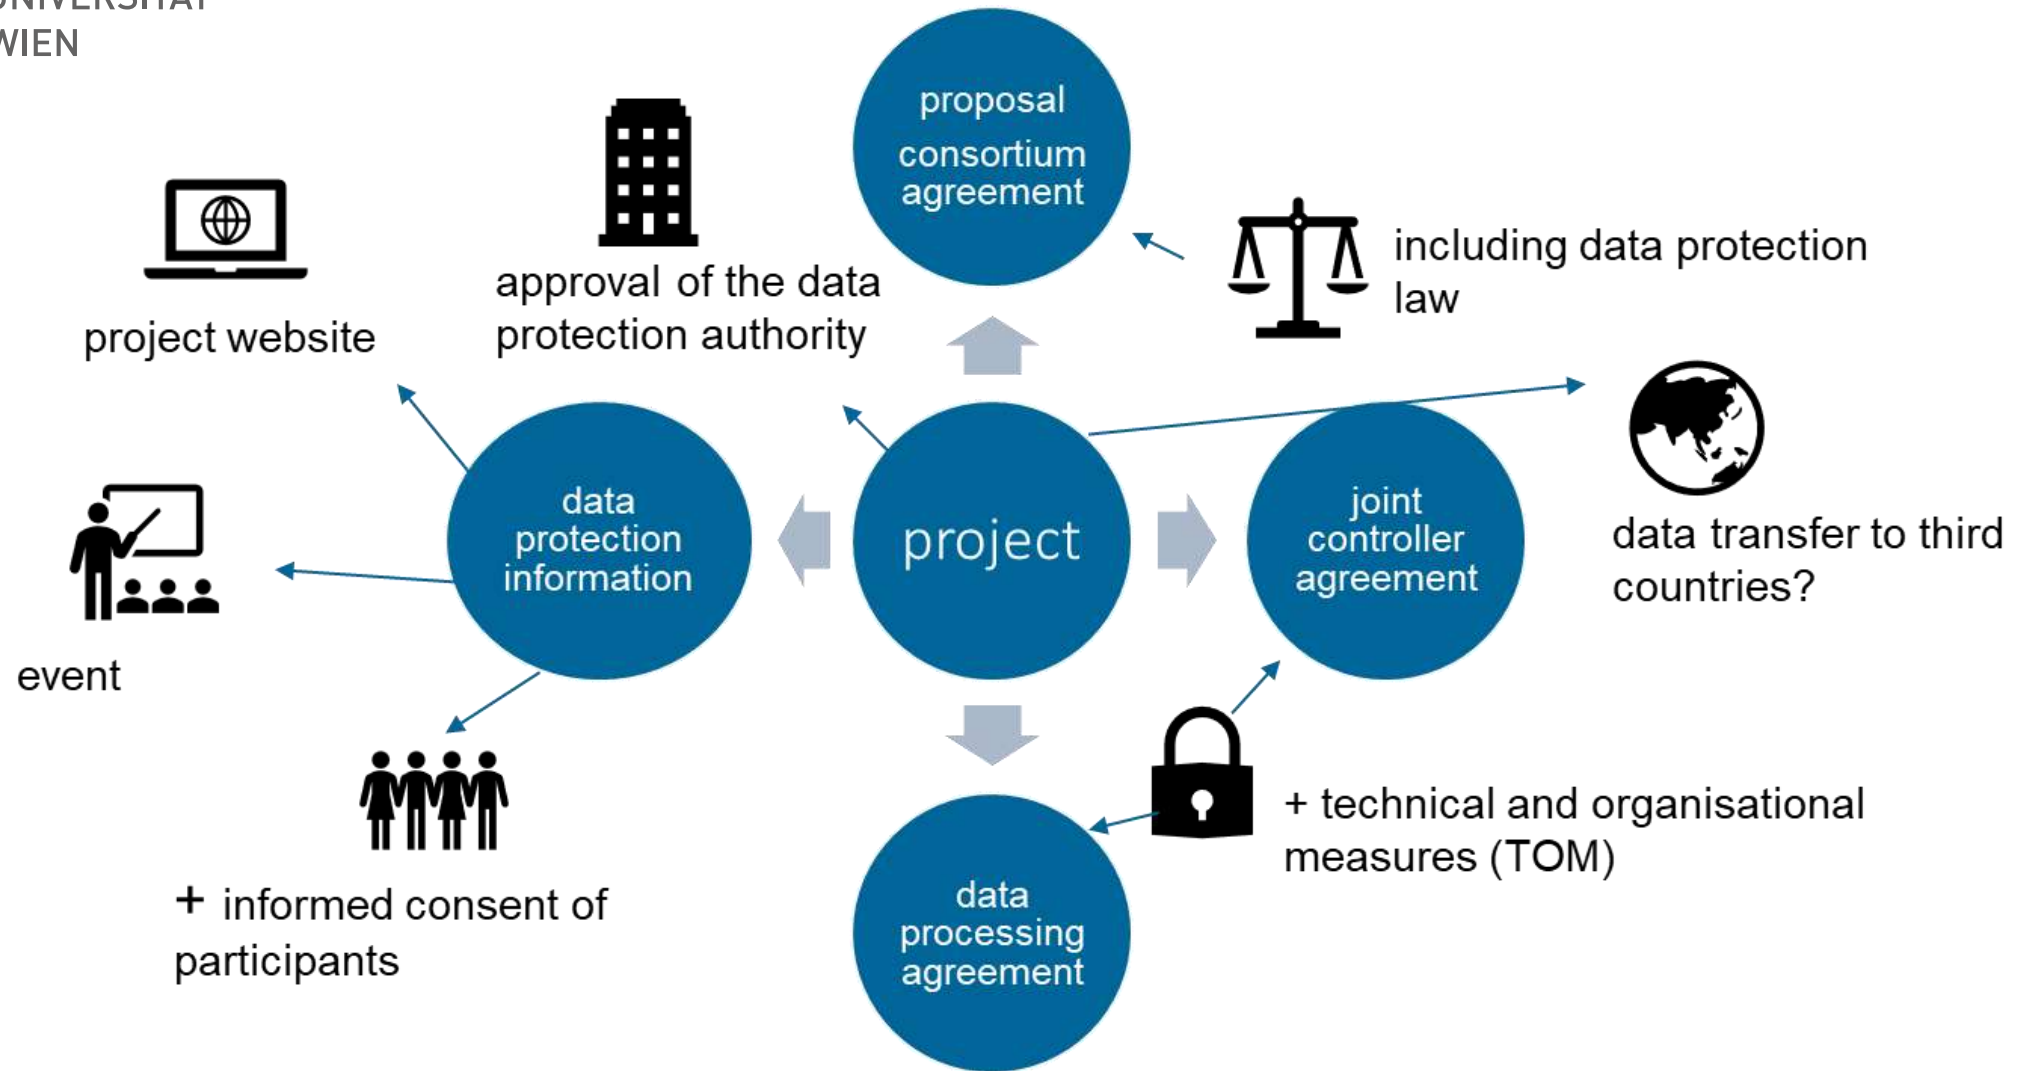 UNIVERSITÄT
WIEN
proposal
consortium
agreement
approval of the data
protection authority
project website
including data protection
law
data
protection
information
project
joint
controller
agreement
data transfer to third
countries?
event
+ informed consent of
participants
+ technical and organisational
measures (TOM)
data
processing
agreement